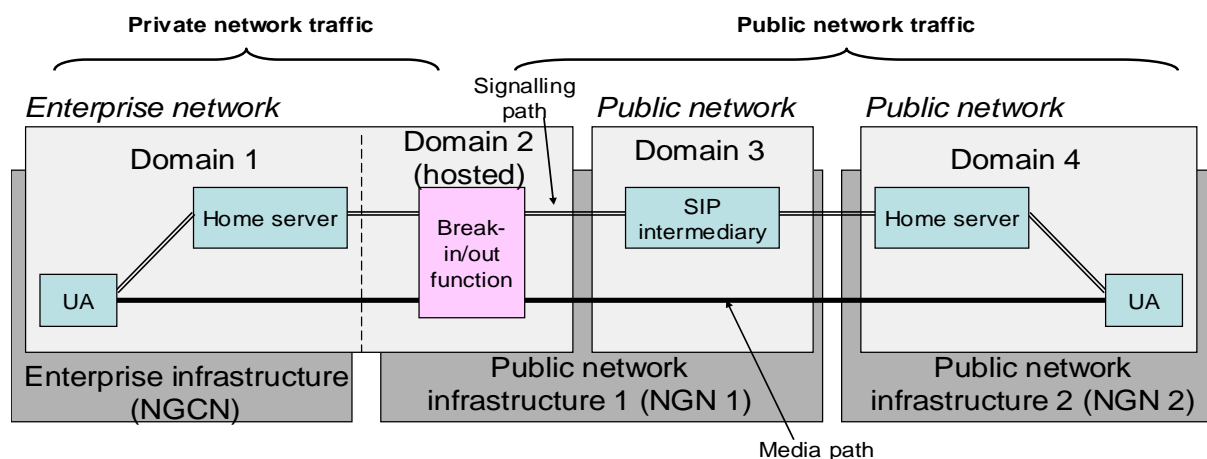 Private network traffic
Public network traffic
Signalling
path
Enterprise network
Public network
Public network
Domain 1
Domain 2
(hosted)
Domain 3
Domain 4
Home server
Break-
in/out
function
SIP
intermediary
Home server
UA
UA
Enterprise infrastructure
(NGCN)
Public network
infrastructure 1 (NGN 1)
Public network
infrastructure 2 (NGN 2)
Media path